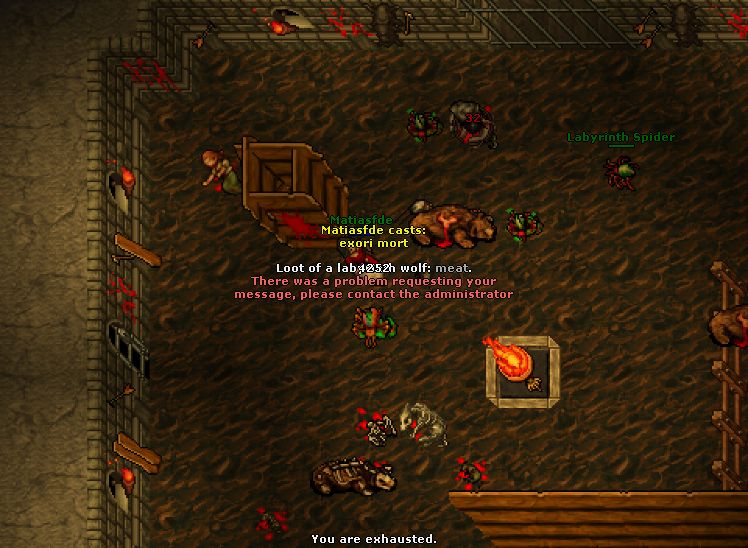 32
Labyrinth Spider
Matiasfde
Matiasfde casts:
exori mort
Loot of a wolf: meat.
There was a problem requesting your
message, please contact the administrator
You are exhausted.